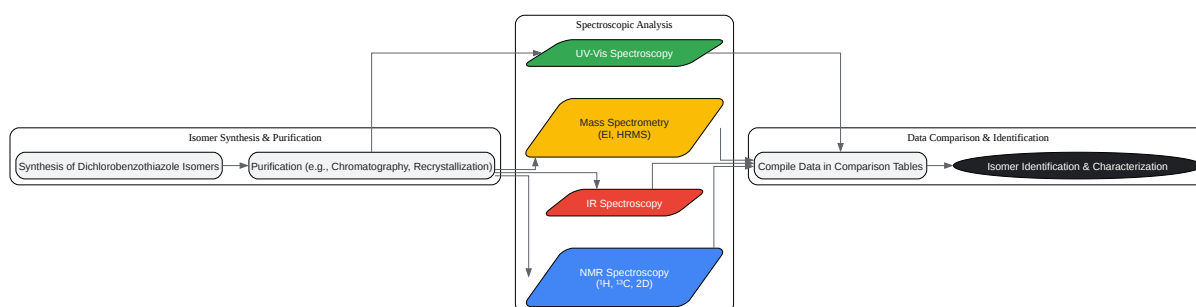 Spectroscopic Analysis
UV-Vis Spectroscopy
Mass Spectrometry
(EI, HRMS)
Isomer Synthesis & Purification
Data Comparison & Identification
Synthesis of Dichlorobenzothiazole Isomers
Purification (e.g., Chromatography, Recrystallization)
Compile Data in Comparison Tables
Isomer Identification & Characterization
IR Spectroscopy
NMR Spectroscopy
(¹H, ¹³C, 2D)